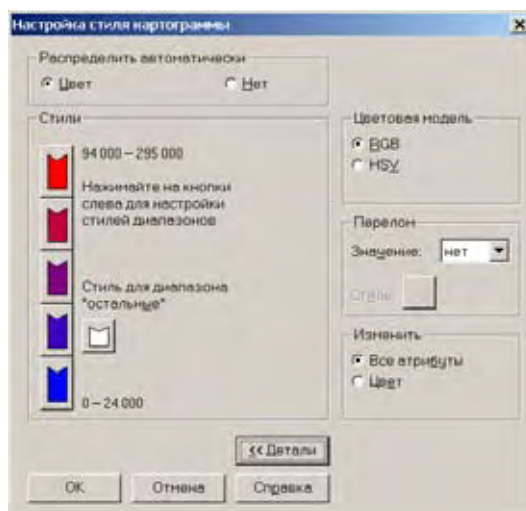 Настройка стиля картограммы
Распределить автоматически
Цвет
Нет
Стили
94 000 – 295 000
Нажимайте на кнопки
слева для настройки
стилей диапазонов
Стиль для диапазона
"остальные"
0 – 24 000
Цветовая модель
RGB
HSV
Перелом
Значение: нет
Стиль:
Изменить
Все атрибуты
Цвет
<< Детали
OK
Отмена
Справка